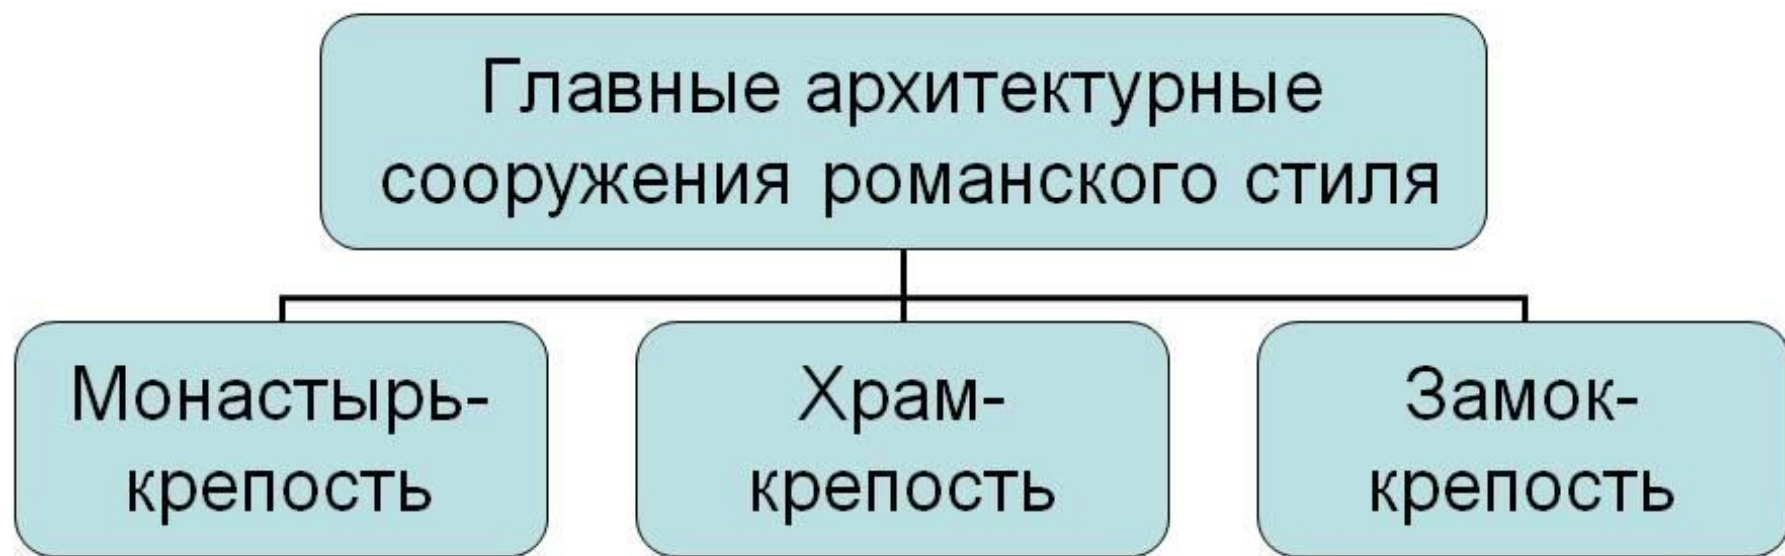 Главные архитектурные
сооружения романского стиля
Монастырь-
крепость
Храм-
крепость
Замок-
крепость